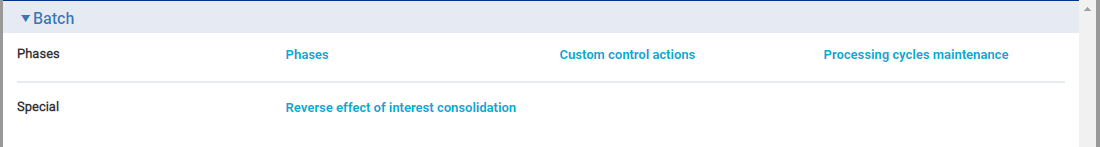 Batch
Phases Phases Custom control actions Processing cycles maintenance
Special Reverse effect of interest consolidation